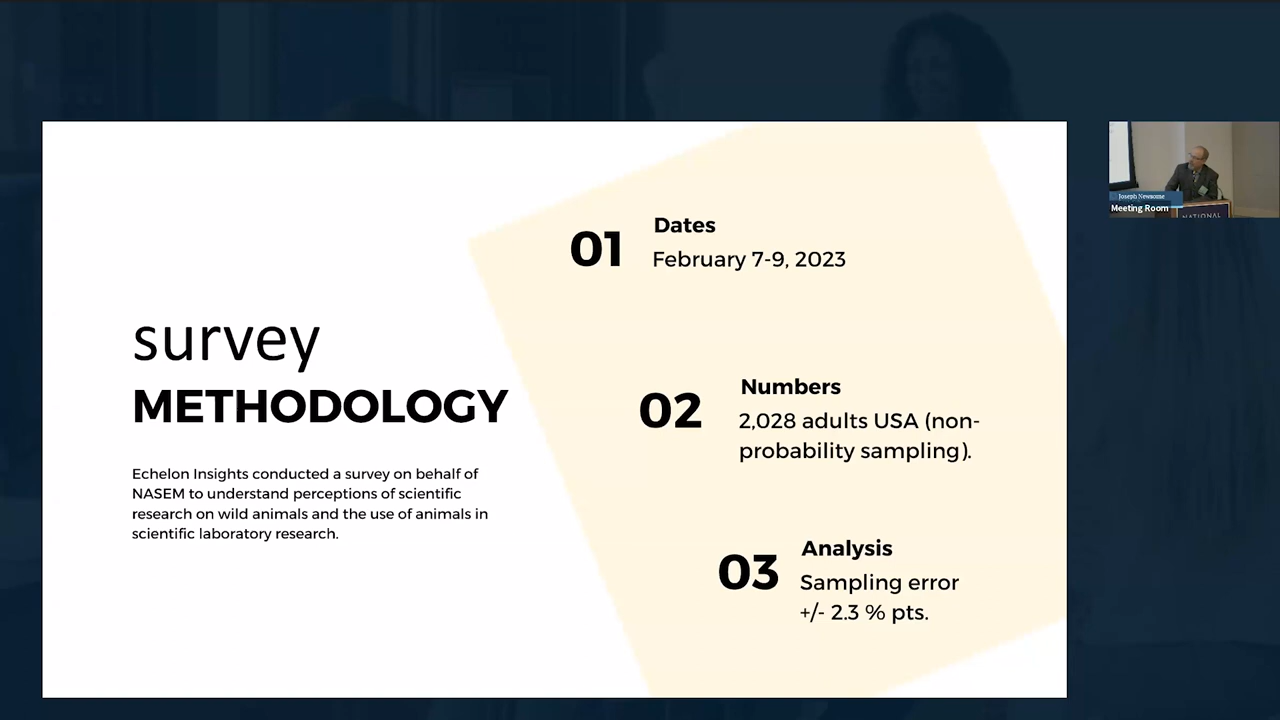 survey
METHODOLOGY
Echelon Insights conducted a survey on behalf of
NASEM to understand perceptions of scientific
research on wild animals and the use of animals in
scientific laboratory research.
01
Dates
February 7-9, 2023
02
Numbers
2,028 adults USA (non-
probability sampling).
03
Analysis
Sampling error
+/- 2.3 % pts.
Joseph Newsome
Meeting Room
NATIONAL